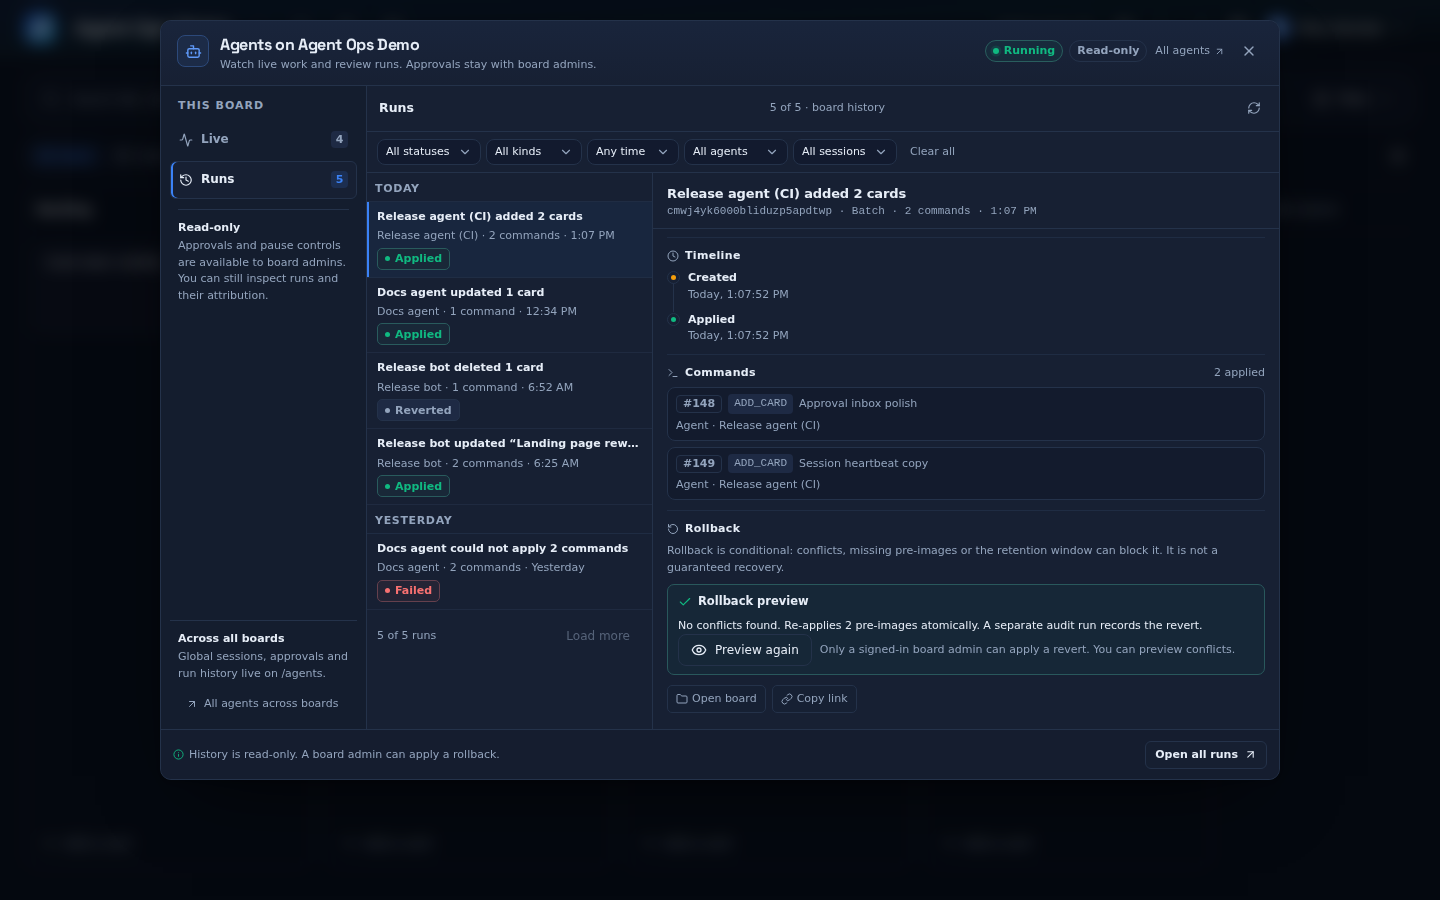 Agents on Agent Ops Demo
Watch live work and review runs. Approvals stay with board admins.
Running
Read-only
All agents
THIS BOARD
Live
4
Runs
5
Read-only
Approvals and pause controls
are available to board admins.
You can still inspect runs and
their attribution.
Across all boards
Global sessions, approvals and
run history live on /agents.
All agents across boards
Runs
5 of 5 · board history
All statuses
All kinds
Any time
All agents
All sessions
Clear all
TODAY
Release agent (CI) added 2 cards
Release agent (CI) · 2 commands · 1:07 PM
Applied
Docs agent updated 1 card
Docs agent · 1 command · 12:34 PM
Applied
Release bot deleted 1 card
Release bot · 1 command · 6:52 AM
Reverted
Release bot updated “Landing page rew…
Release bot · 2 commands · 6:25 AM
Applied
YESTERDAY
Docs agent could not apply 2 commands
Docs agent · 2 commands · Yesterday
Failed
5 of 5 runs
Load more
Release agent (CI) added 2 cards
cmwj4yk6000bliduzp5apdtwp · Batch · 2 commands · 1:07 PM
Timeline
Created
Today, 1:07:52 PM
Applied
Today, 1:07:52 PM
Commands
2 applied
#148 ADD_CARD Approval inbox polish
Agent · Release agent (CI)
#149 ADD_CARD Session heartbeat copy
Agent · Release agent (CI)
Rollback
Rollback is conditional: conflicts, missing pre-images or the retention window can block it. It is not a
guaranteed recovery.
Rollback preview
No conflicts found. Re-applies 2 pre-images atomically. A separate audit run records the revert.
Preview again
Only a signed-in board admin can apply a revert. You can preview conflicts.
Open board
Copy link
History is read-only. A board admin can apply a rollback.
Open all runs